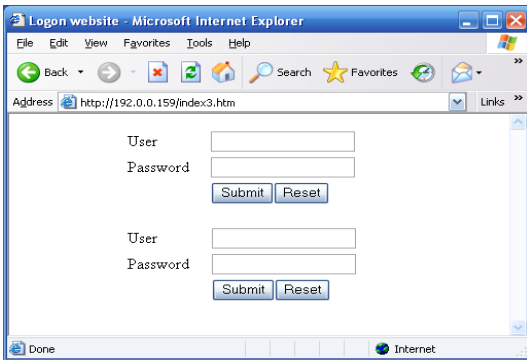 Logon website - Microsoft Internet Explorer
File Edit View Favorites Tools Help
Back Search Favorites »
Address http://192.0.0.159/index3.htm Links »
User
Password
Submit Reset
User
Password
Submit Reset
Done Internet